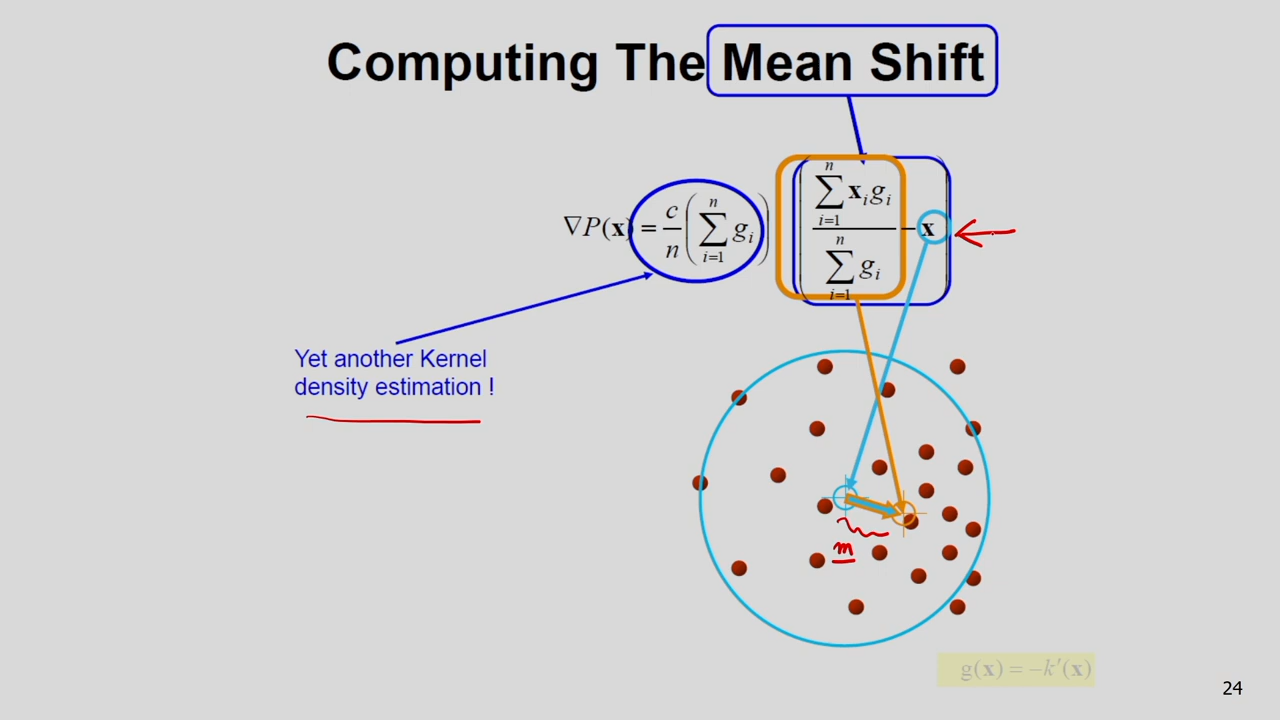 Computing The Mean Shift
∇P(x) = c/n ( ∑_{i=1}^{n} g_i ) ( ∑_{i=1}^{n} x_i g_i / ∑_{i=1}^{n} g_i − x )
Yet another Kernel
density estimation !
m
g(x) = −k′(x)
24